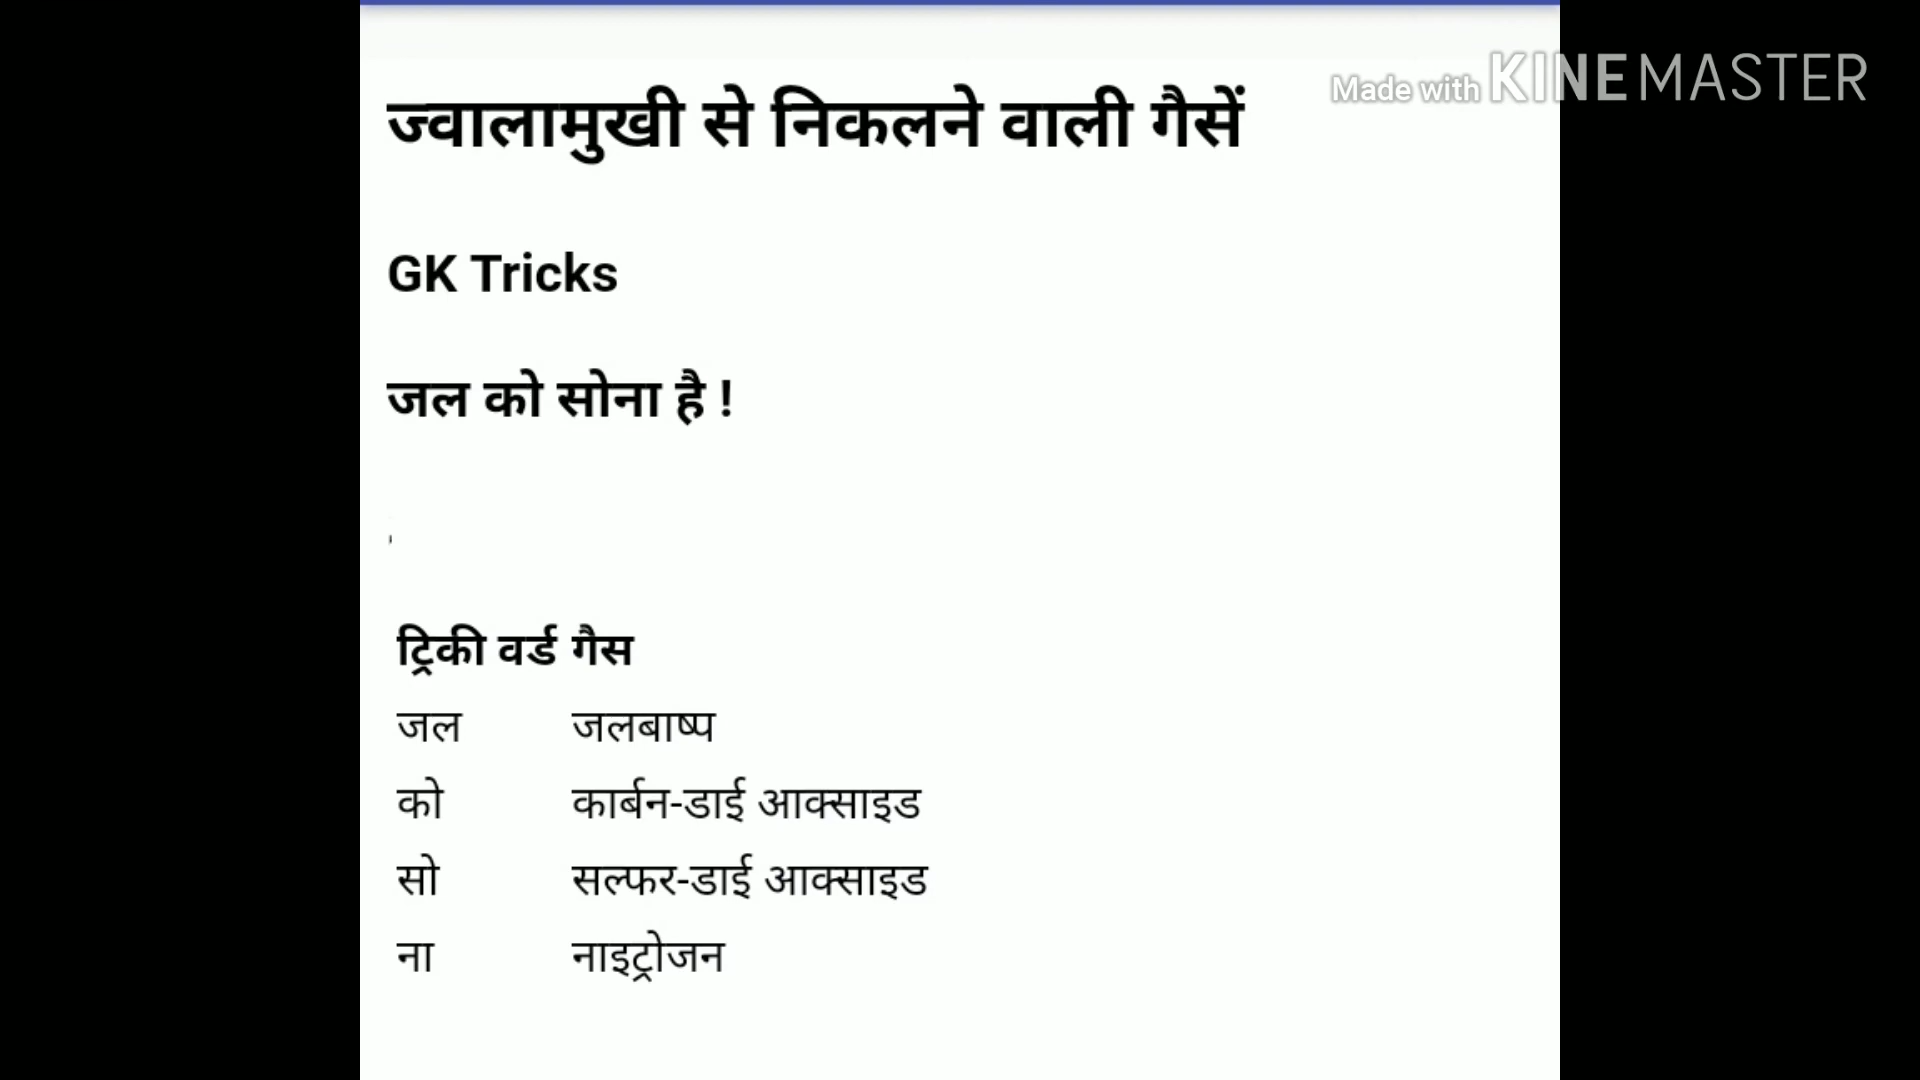 Made with KINEMASTER
ज्वालामुखी से निकलने वाली गैसें
GK Tricks
जल को सोना है !
ट्रिकी वर्ड गैस
जल जलबाष्प
को कार्बन-डाई आक्साइड
सो सल्फर-डाई आक्साइड
ना नाइट्रोजन